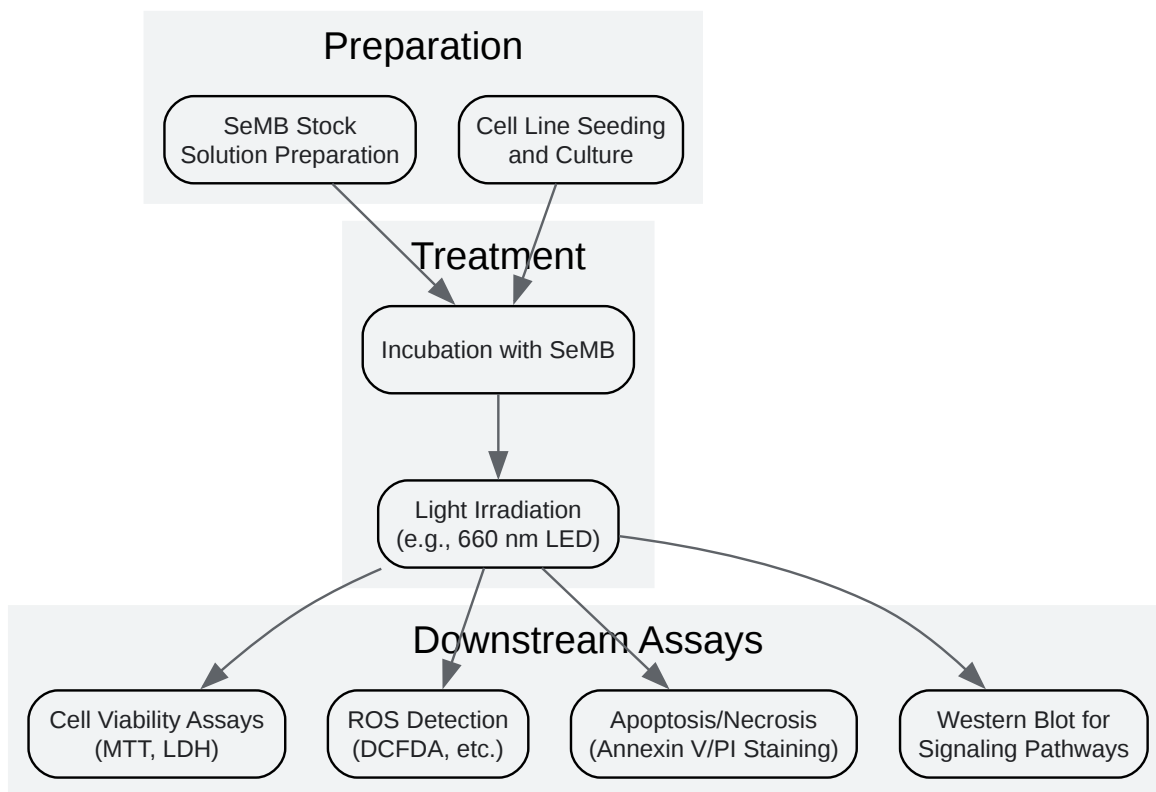 Preparation
SeMB Stock
Solution Preparation
Cell Line Seeding
and Culture
Treatment
Incubation with SeMB
Light Irradiation
(e.g., 660 nm LED)
Downstream Assays
Cell Viability Assays
(MTT, LDH)
ROS Detection
(DCFDA, etc.)
Apoptosis/Necrosis
(Annexin V/PI Staining)
Western Blot for
Signaling Pathways